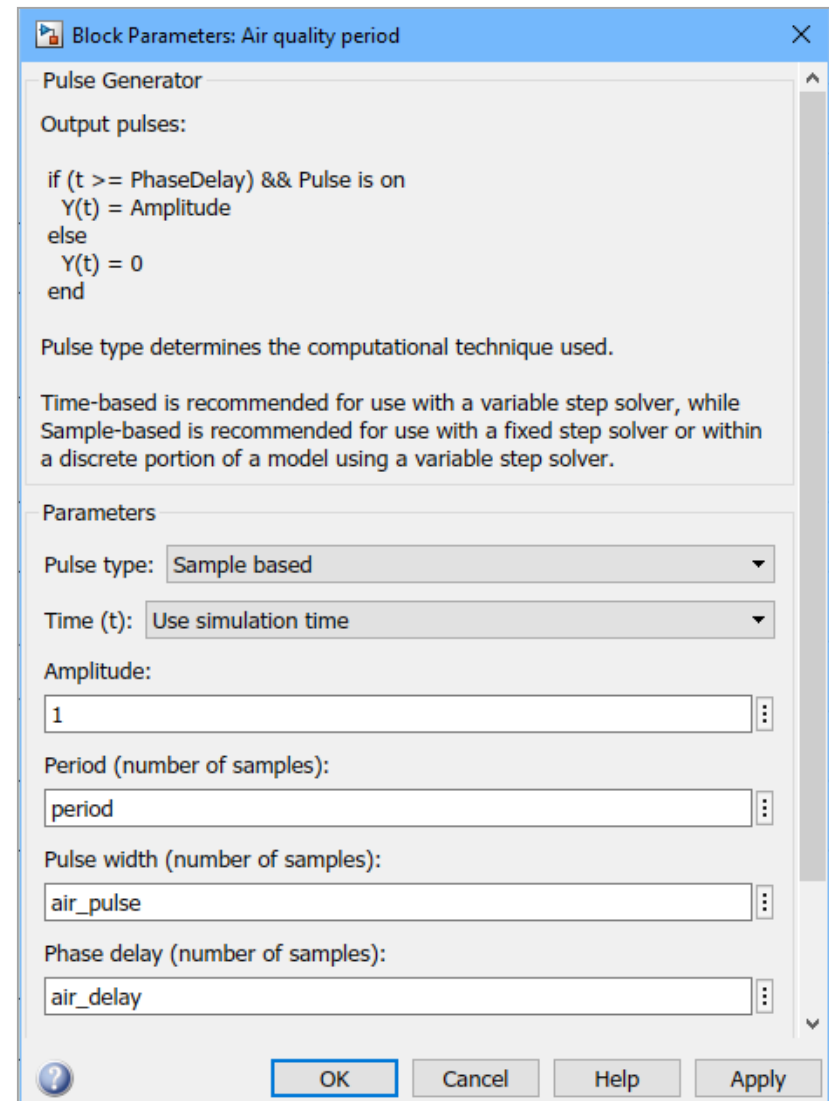 Block Parameters: Air quality period
Pulse Generator
Output pulses:
if (t >= PhaseDelay) && Pulse is on
Y(t) = Amplitude
else
Y(t) = 0
end
Pulse type determines the computational technique used.
Time-based is recommended for use with a variable step solver, while
Sample-based is recommended for use with a fixed step solver or within
a discrete portion of a model using a variable step solver.
Parameters
Pulse type: Sample based
Time (t): Use simulation time
Amplitude:
1
Period (number of samples):
period
Pulse width (number of samples):
air_pulse
Phase delay (number of samples):
air_delay
? OK Cancel Help Apply